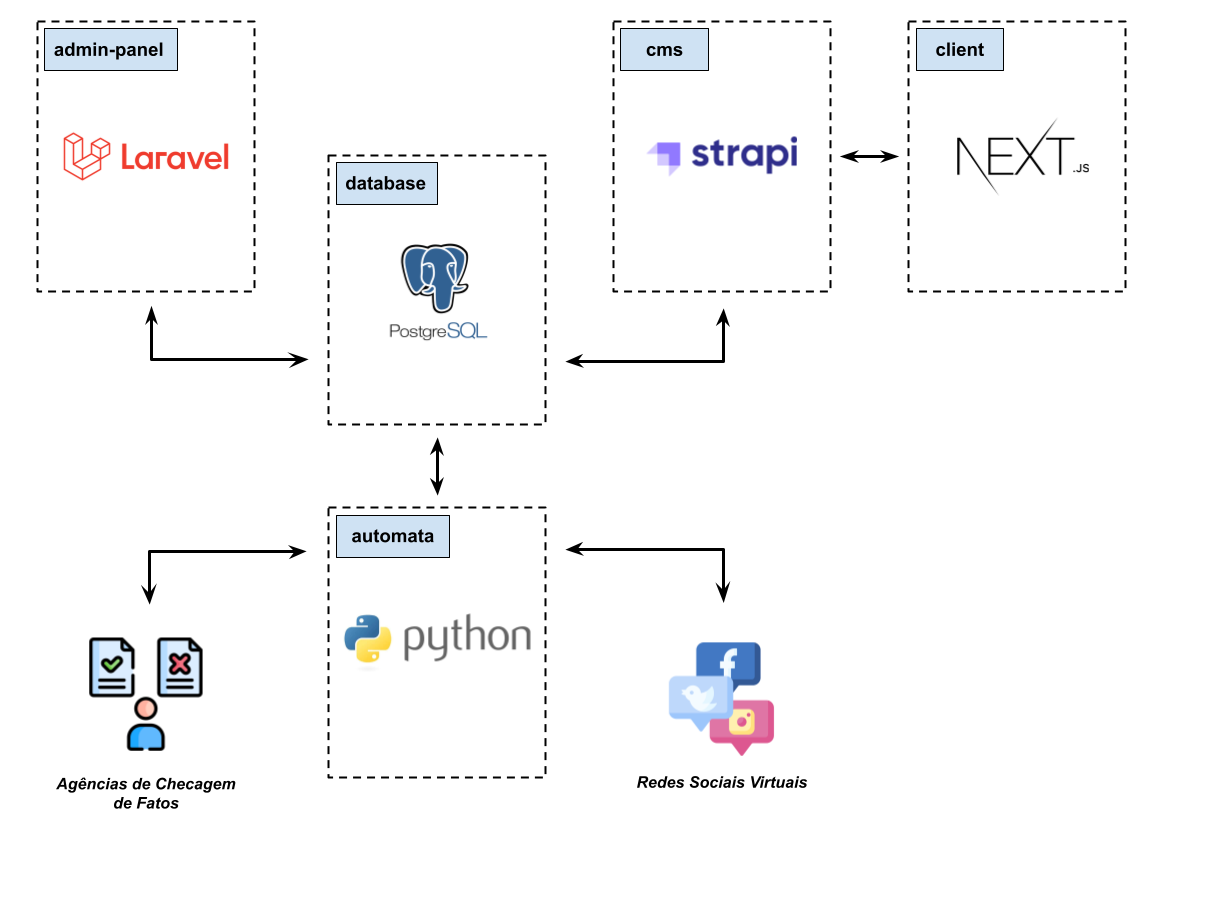 admin-panel
Laravel
database
PostgreSQL
cms
strapi
client
NEXT.JS
automata
python
Agências de Checagem
de Fatos
Redes Sociais Virtuais